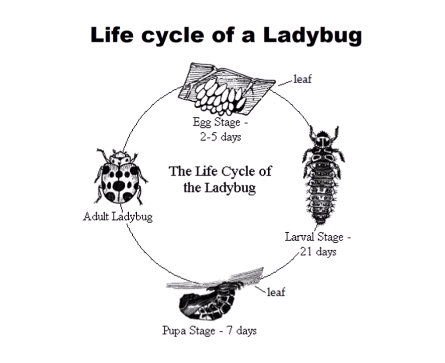 Life cycle of a Ladybug
leaf
Egg Stage -
2-5 days
The Life Cycle of
the Ladybug
Adult Ladybug
Larval Stage -
21 days
leaf
Pupa Stage - 7 days